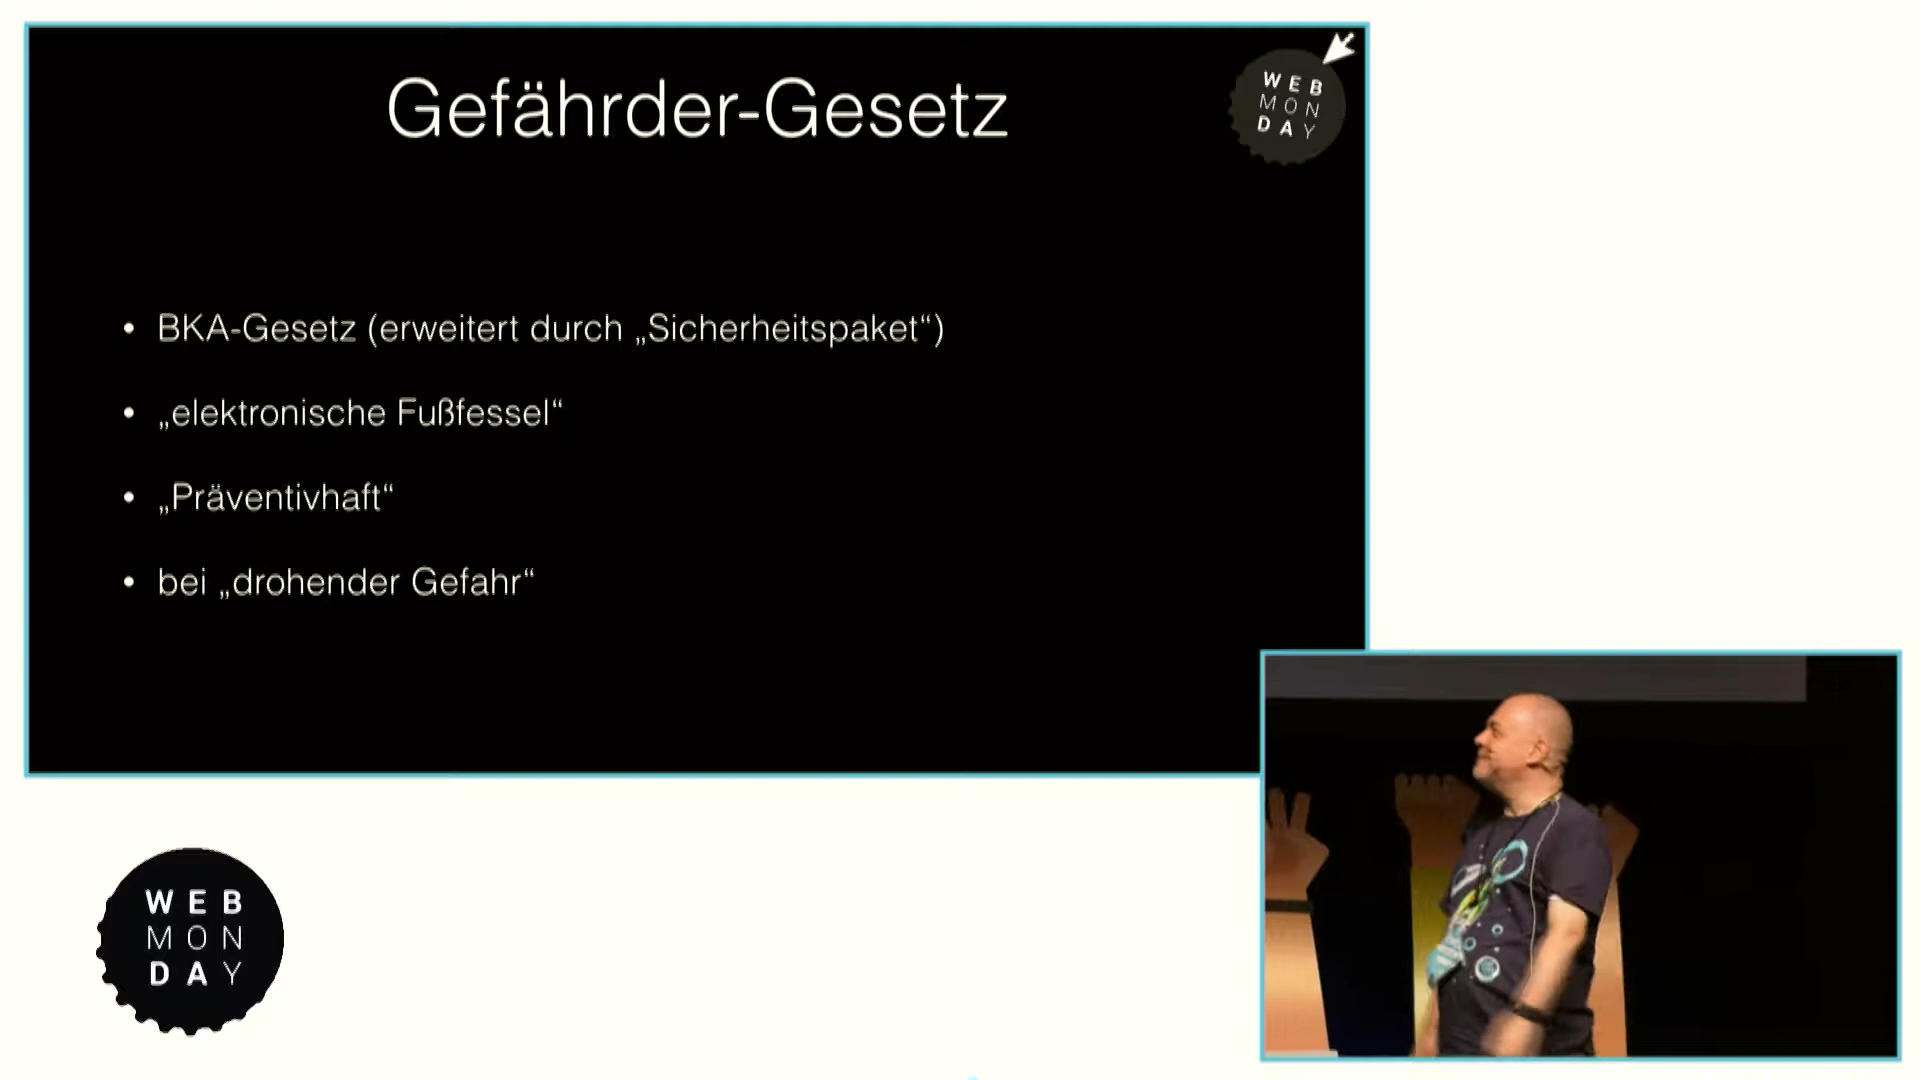 Gefährder-Gesetz
WEB
MON
DAY
• BKA-Gesetz (erweitert durch „Sicherheitspaket“)
• „elektronische Fußfessel“
• „Präventivhaft“
• bei „drohender Gefahr“
WEB
MON
DAY